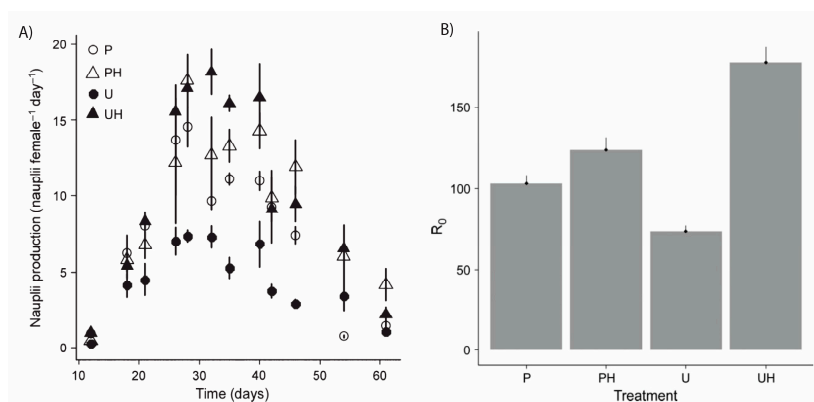 A)
P
PH
U
UH
Nauplii production (nauplii female⁻¹ day⁻¹)
20
15
10
5
0
10 20 30 40 50 60
Time (days)
B)
R₀
150
100
50
0
P PH U UH
Treatment